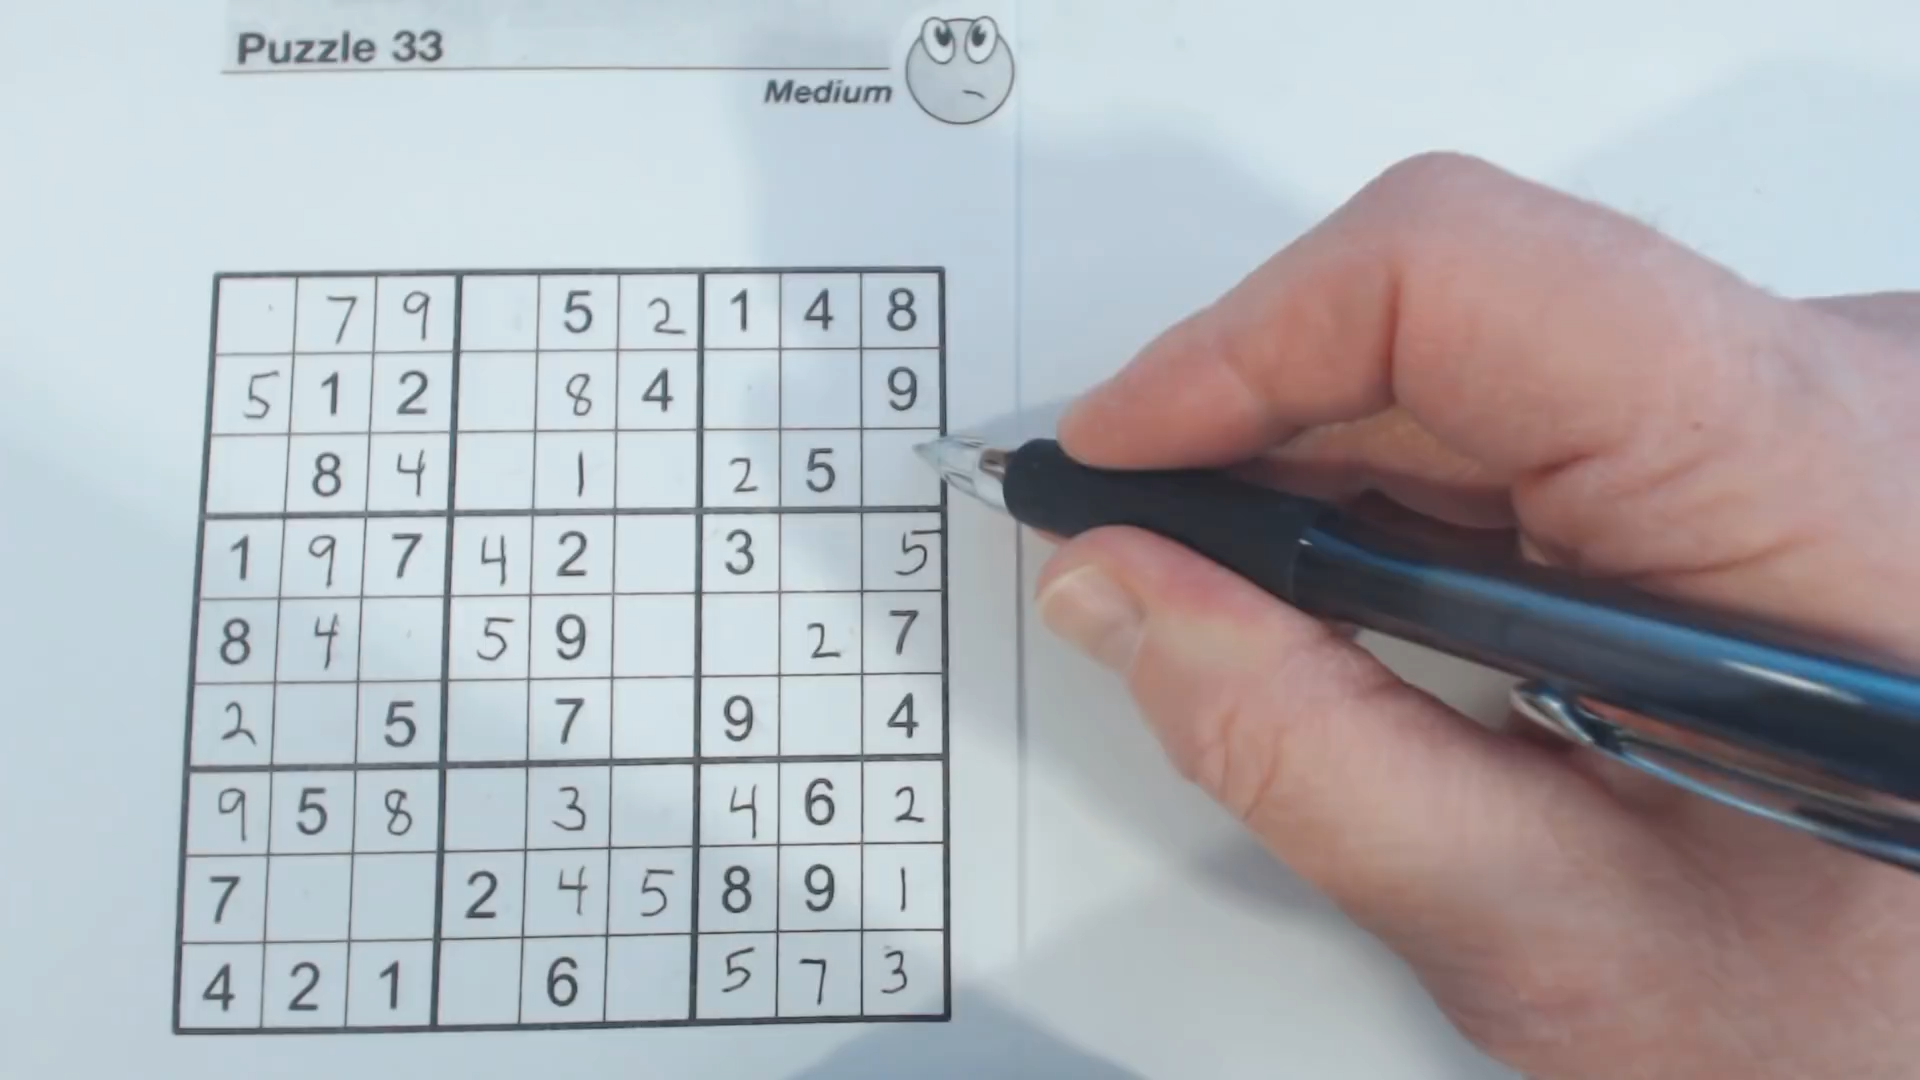 Puzzle 33
Medium
7 9 5 2 1 4 8
5 1 2 8 4 9
8 4 1 2 5
1 9 7 4 2 3 5
8 4 5 9 2 7
2 5 7 9 4
9 5 8 3 4 6 2
7 2 4 5 8 9 1
4 2 1 6 5 7 3